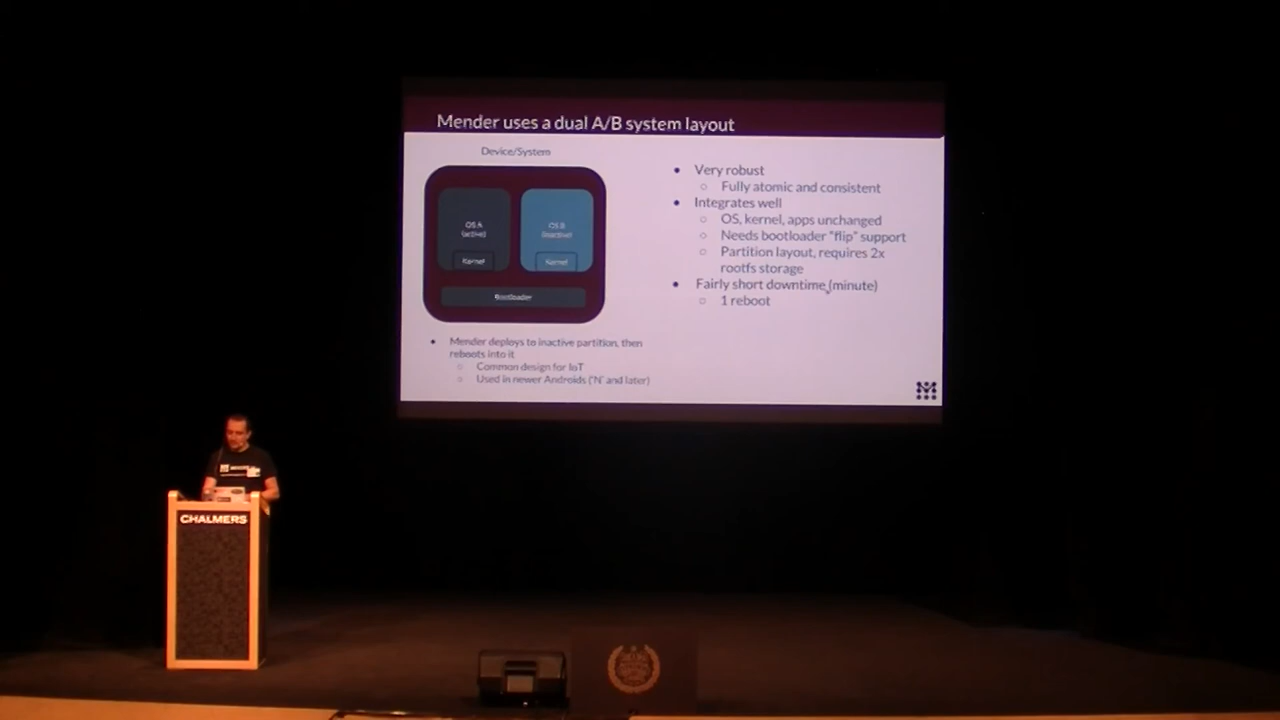 Mender uses a dual A/B system layout
Device/System
OS A
(active)
OS B
(inactive)
Kernel
Kernel
Bootloader
• Mender deploys to inactive partition, then
reboots into it
○ Common design for IoT
○ Used in newer Androids ('N' and later)
• Very robust
○ Fully atomic and consistent
• Integrates well
○ OS, kernel, apps unchanged
○ Needs bootloader "flip" support
○ Partition layout, requires 2x
rootfs storage
• Fairly short downtime (minute)
○ 1 reboot
CHALMERS